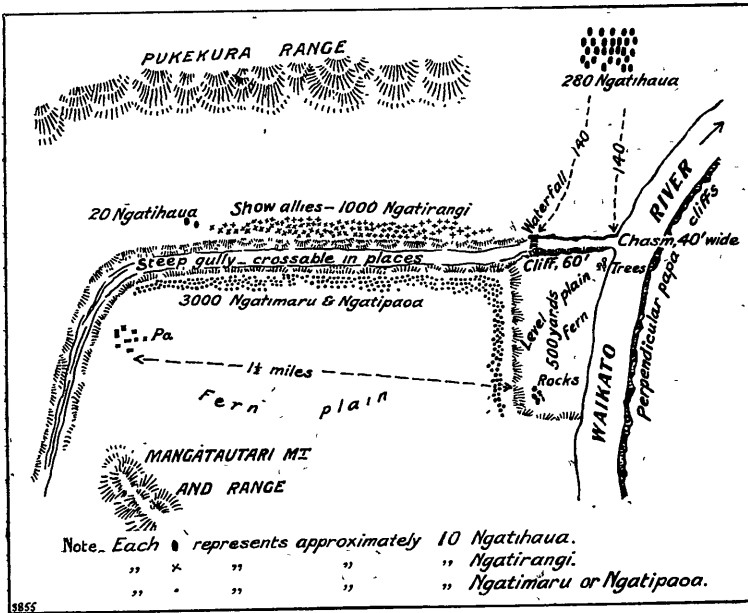 PUKEKURA RANGE
280 Ngatihaua
140
140
RIVER
cliffs
Waterfall
20 Ngatihaua
Show allies – 1000 Ngatirangi
Chasm, 40' wide
Steep gully – crossable in places
Cliff, 60'
Trees
3000 Ngatimaru & Ngatipaoa
Level plain
500 yards
fern
Pa
1½ miles
Rocks
Fern plain
WAIKATO
Perpendicular papa
MANGATAUTARI MT
AND RANGE
Note – Each represents approximately 10 Ngatihaua.
„ × „ „ „ Ngatirangi.
„ . „ „ „ Ngatimaru or Ngatipaoa.
3855